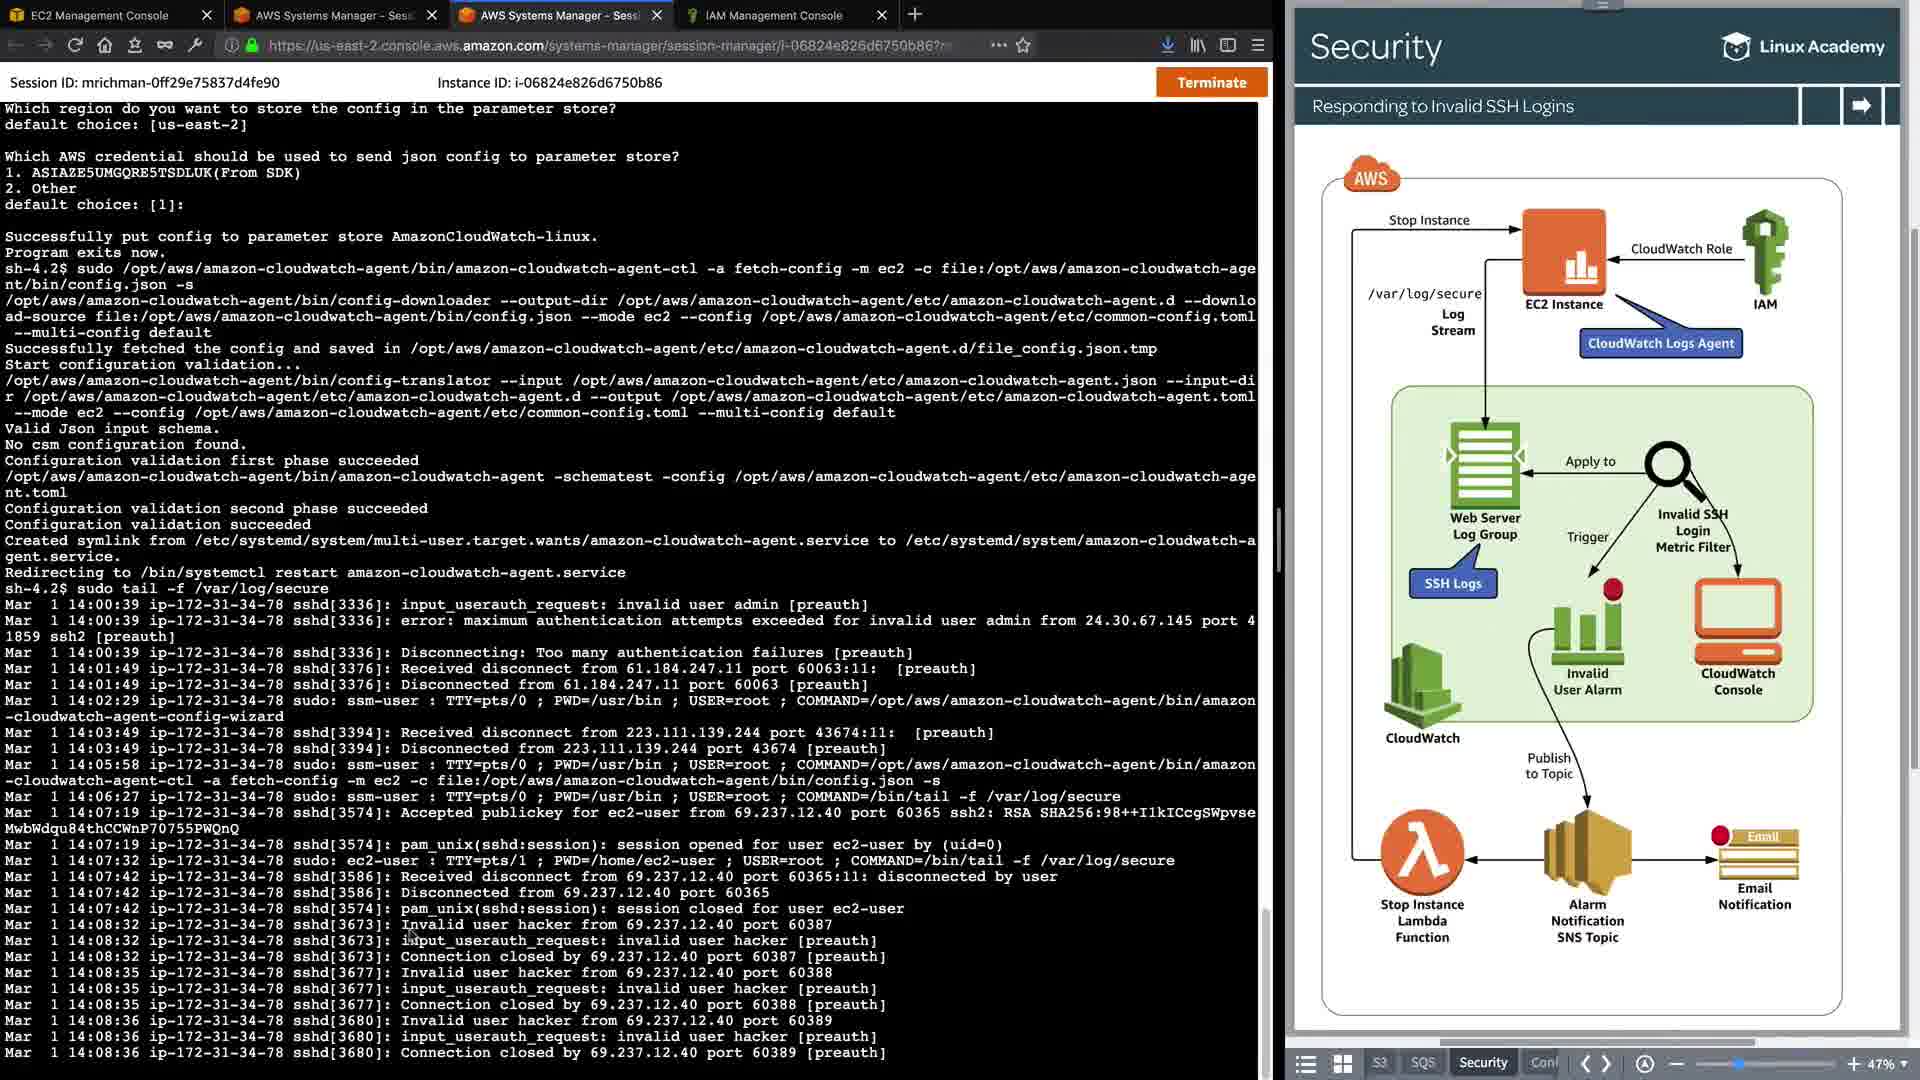 EC2 Management Console
AWS Systems Manager - Sess
AWS Systems Manager - Sess
IAM Management Console
https://us-east-2.console.aws.amazon.com/systems-manager/session-manager/i-06824e826d6750b86?r
Session ID: mrichman-0ff29e75837d4fe90
Instance ID: i-06824e826d6750b86
Terminate
Which region do you want to store the config in the parameter store?
default choice: [us-east-2]
Which AWS credential should be used to send json config to parameter store?
1. ASIAZE5UMGQRE5TSDLUK(From SDK)
2. Other
default choice: [1]:
Successfully put config to parameter store AmazonCloudWatch-linux.
Program exits now.
sh-4.2$ sudo /opt/aws/amazon-cloudwatch-agent/bin/amazon-cloudwatch-agent-ctl -a fetch-config -m ec2 -c file:/opt/aws/amazon-cloudwatch-age
nt/bin/config.json -s
/opt/aws/amazon-cloudwatch-agent/bin/config-downloader --output-dir /opt/aws/amazon-cloudwatch-agent/etc/amazon-cloudwatch-agent.d --downlo
ad-source file:/opt/aws/amazon-cloudwatch-agent/bin/config.json --mode ec2 --config /opt/aws/amazon-cloudwatch-agent/etc/common-config.toml
--multi-config default
Successfully fetched the config and saved in /opt/aws/amazon-cloudwatch-agent/etc/amazon-cloudwatch-agent.d/file_config.json.tmp
Start configuration validation...
/opt/aws/amazon-cloudwatch-agent/bin/config-translator --input /opt/aws/amazon-cloudwatch-agent/etc/amazon-cloudwatch-agent.json --input-di
r /opt/aws/amazon-cloudwatch-agent/etc/amazon-cloudwatch-agent.d --output /opt/aws/amazon-cloudwatch-agent/etc/amazon-cloudwatch-agent.toml
--mode ec2 --config /opt/aws/amazon-cloudwatch-agent/etc/common-config.toml --multi-config default
Valid Json input schema.
No csm configuration found.
Configuration validation first phase succeeded
/opt/aws/amazon-cloudwatch-agent/bin/amazon-cloudwatch-agent -schematest -config /opt/aws/amazon-cloudwatch-agent/etc/amazon-cloudwatch-age
nt.toml
Configuration validation second phase succeeded
Configuration validation succeeded
Created symlink from /etc/systemd/system/multi-user.target.wants/amazon-cloudwatch-agent.service to /etc/systemd/system/amazon-cloudwatch-a
gent.service.
Redirecting to /bin/systemctl restart amazon-cloudwatch-agent.service
sh-4.2$ sudo tail -f /var/log/secure
Mar  1 14:00:39 ip-172-31-34-78 sshd[3336]: input_userauth_request: invalid user admin [preauth]
Mar  1 14:00:39 ip-172-31-34-78 sshd[3336]: error: maximum authentication attempts exceeded for invalid user admin from 24.30.67.145 port 4
1859 ssh2 [preauth]
Mar  1 14:00:39 ip-172-31-34-78 sshd[3336]: Disconnecting: Too many authentication failures [preauth]
Mar  1 14:01:49 ip-172-31-34-78 sshd[3376]: Received disconnect from 61.184.247.11 port 60063:11:  [preauth]
Mar  1 14:01:49 ip-172-31-34-78 sshd[3376]: Disconnected from 61.184.247.11 port 60063 [preauth]
Mar  1 14:02:29 ip-172-31-34-78 sudo: ssm-user : TTY=pts/0 ; PWD=/usr/bin ; USER=root ; COMMAND=/opt/aws/amazon-cloudwatch-agent/bin/amazon
-cloudwatch-agent-config-wizard
Mar  1 14:03:49 ip-172-31-34-78 sshd[3394]: Received disconnect from 223.111.139.244 port 43674:11:  [preauth]
Mar  1 14:03:49 ip-172-31-34-78 sshd[3394]: Disconnected from 223.111.139.244 port 43674 [preauth]
Mar  1 14:05:58 ip-172-31-34-78 sudo: ssm-user : TTY=pts/0 ; PWD=/usr/bin ; USER=root ; COMMAND=/opt/aws/amazon-cloudwatch-agent/bin/amazon
-cloudwatch-agent-ctl -a fetch-config -m ec2 -c file:/opt/aws/amazon-cloudwatch-agent/bin/config.json -s
Mar  1 14:06:27 ip-172-31-34-78 sudo: ssm-user : TTY=pts/0 ; PWD=/usr/bin ; USER=root ; COMMAND=/bin/tail -f /var/log/secure
Mar  1 14:07:19 ip-172-31-34-78 sshd[3574]: Accepted publickey for ec2-user from 69.237.12.40 port 60365 ssh2: RSA SHA256:98++I1kICcgSWpvse
MwbWdqu84thCCWnP70755PWQnQ
Mar  1 14:07:19 ip-172-31-34-78 sshd[3574]: pam_unix(sshd:session): session opened for user ec2-user by (uid=0)
Mar  1 14:07:32 ip-172-31-34-78 sudo: ec2-user : TTY=pts/1 ; PWD=/home/ec2-user ; USER=root ; COMMAND=/bin/tail -f /var/log/secure
Mar  1 14:07:42 ip-172-31-34-78 sshd[3586]: Received disconnect from 69.237.12.40 port 60365:11: disconnected by user
Mar  1 14:07:42 ip-172-31-34-78 sshd[3586]: Disconnected from 69.237.12.40 port 60365
Mar  1 14:07:42 ip-172-31-34-78 sshd[3574]: pam_unix(sshd:session): session closed for user ec2-user
Mar  1 14:08:32 ip-172-31-34-78 sshd[3673]: Invalid user hacker from 69.237.12.40 port 60387
Mar  1 14:08:32 ip-172-31-34-78 sshd[3673]: input_userauth_request: invalid user hacker [preauth]
Mar  1 14:08:32 ip-172-31-34-78 sshd[3673]: Connection closed by 69.237.12.40 port 60387 [preauth]
Mar  1 14:08:35 ip-172-31-34-78 sshd[3677]: Invalid user hacker from 69.237.12.40 port 60388
Mar  1 14:08:35 ip-172-31-34-78 sshd[3677]: input_userauth_request: invalid user hacker [preauth]
Mar  1 14:08:35 ip-172-31-34-78 sshd[3677]: Connection closed by 69.237.12.40 port 60388 [preauth]
Mar  1 14:08:36 ip-172-31-34-78 sshd[3680]: Invalid user hacker from 69.237.12.40 port 60389
Mar  1 14:08:36 ip-172-31-34-78 sshd[3680]: input_userauth_request: invalid user hacker [preauth]
Mar  1 14:08:36 ip-172-31-34-78 sshd[3680]: Connection closed by 69.237.12.40 port 60389 [preauth]
Security
Linux Academy
Responding to Invalid SSH Logins
AWS
Stop Instance
CloudWatch Role
/var/log/secure
Log
Stream
EC2 Instance
IAM
CloudWatch Logs Agent
Apply to
Web Server
Log Group
Invalid SSH
Login
Metric Filter
Trigger
SSH Logs
Invalid
User Alarm
CloudWatch
Console
CloudWatch
Publish
to Topic
Email
Stop Instance
Lambda
Function
Alarm
Notification
SNS Topic
Email
Notification
S3
SQS
Security
Con
47%